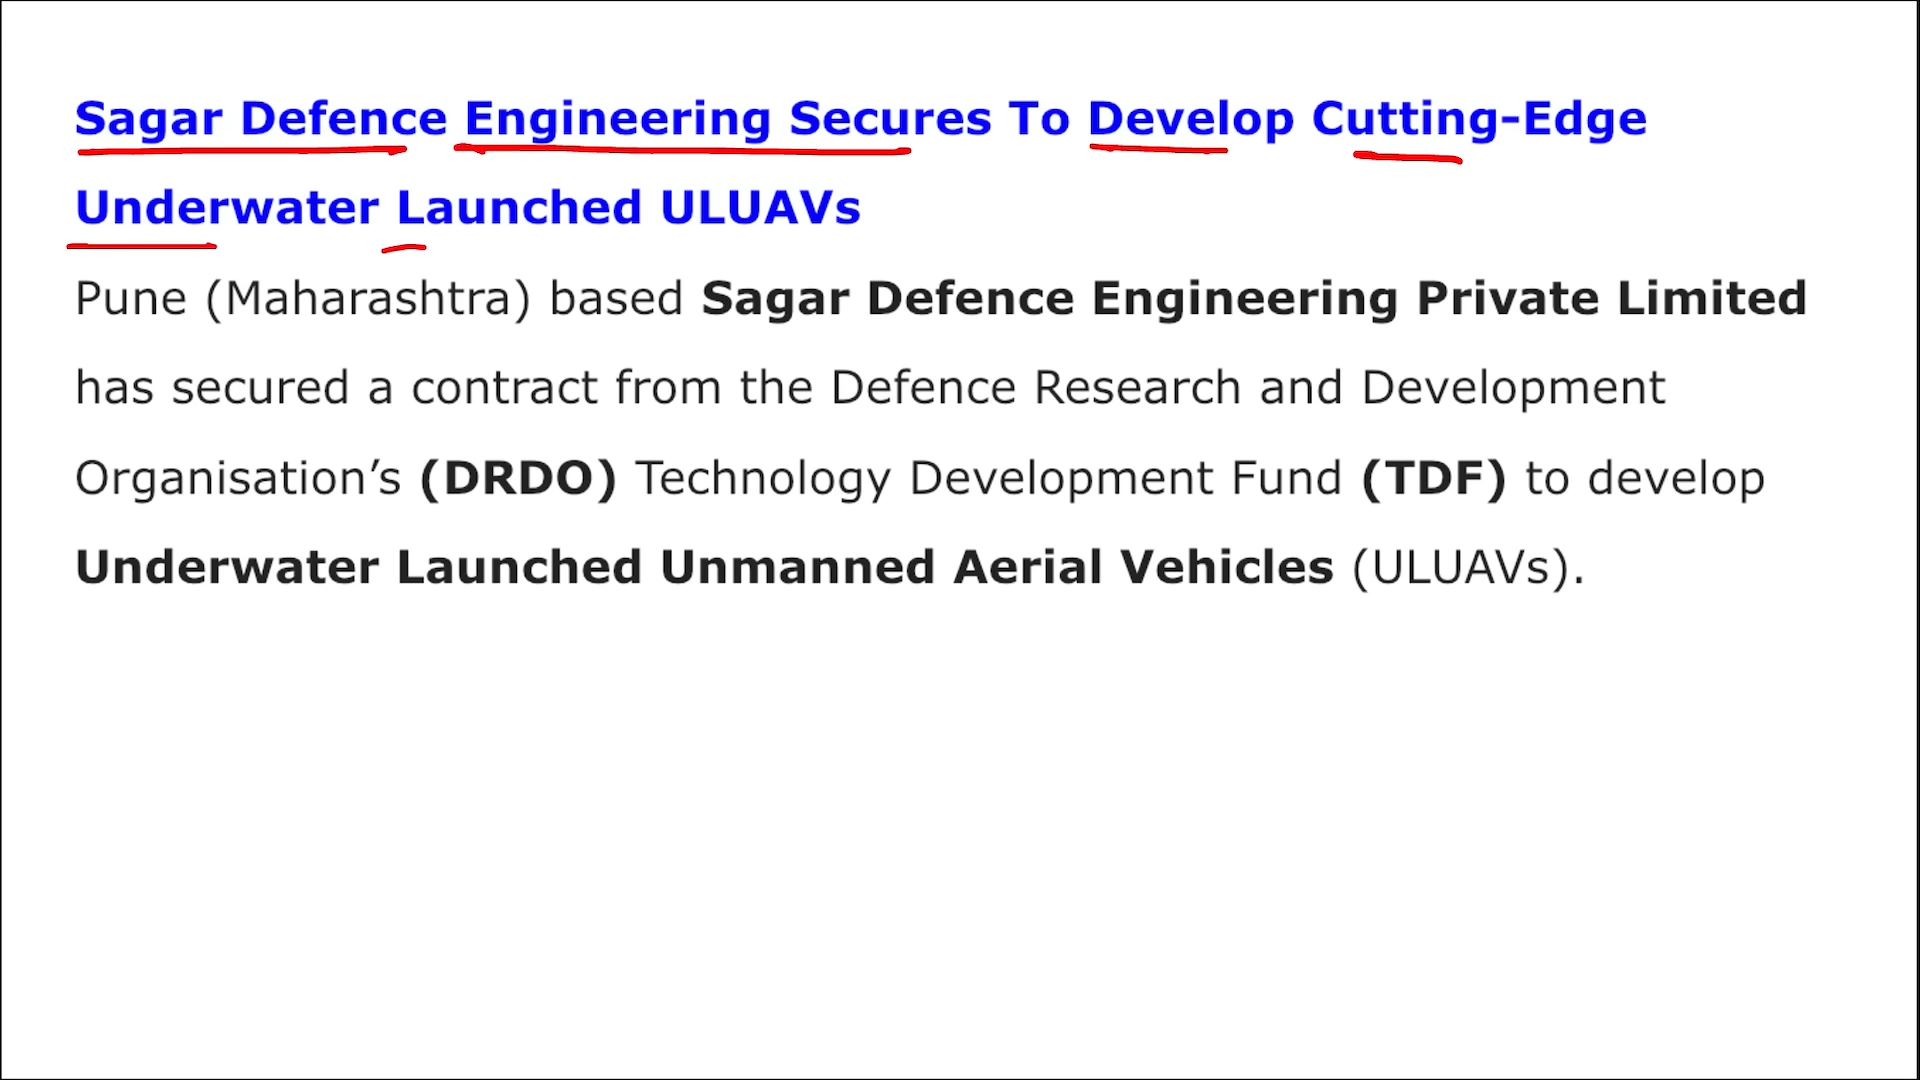 Sagar Defence Engineering Secures To Develop Cutting-Edge
Underwater Launched ULUAVs
Pune (Maharashtra) based Sagar Defence Engineering Private Limited
has secured a contract from the Defence Research and Development
Organisation’s (DRDO) Technology Development Fund (TDF) to develop
Underwater Launched Unmanned Aerial Vehicles (ULUAVs).